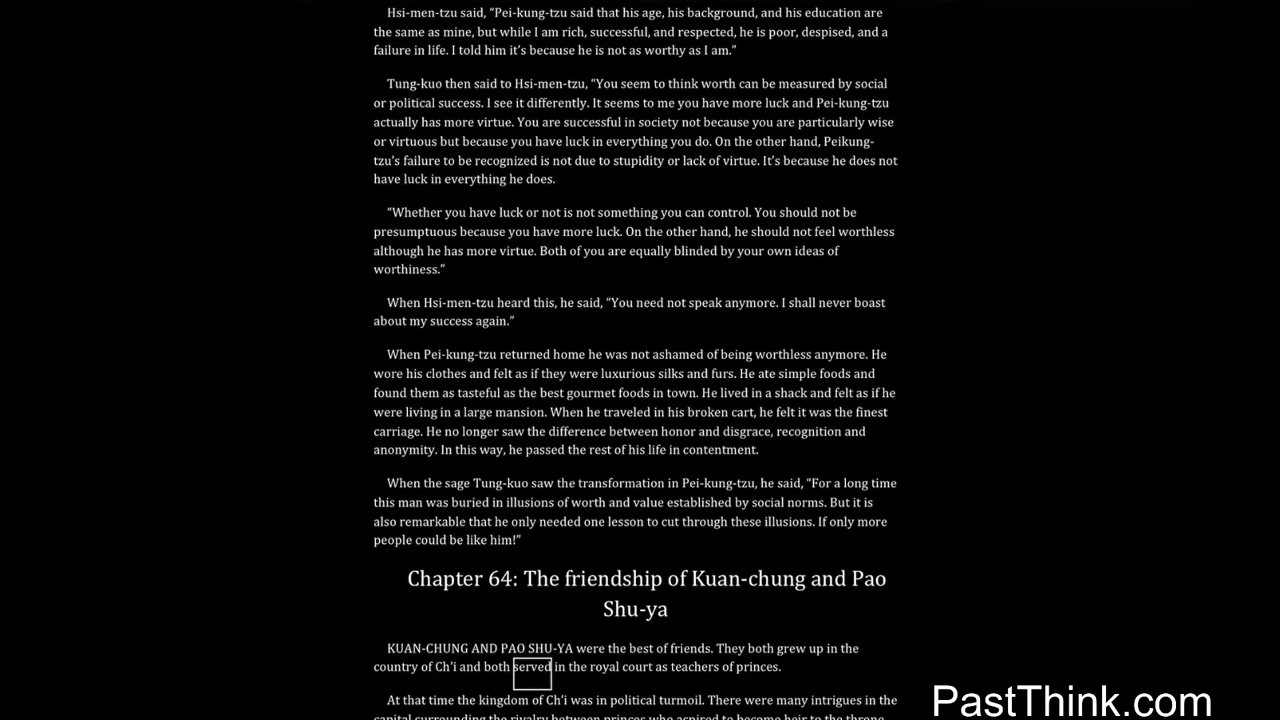 Hsi-men-tzu said, “Pei-kung-tzu said that his age, his background, and his education are
the same as mine, but while I am rich, successful, and respected, he is poor, despised, and a
failure in life. I told him it’s because he is not as worthy as I am.”
Tung-kuo then said to Hsi-men-tzu, “You seem to think worth can be measured by social
or political success. I see it differently. It seems to me you have more luck and Pei-kung-tzu
actually has more virtue. You are successful in society not because you are particularly wise
or virtuous but because you have luck in everything you do. On the other hand, Peikung-
tzu’s failure to be recognized is not due to stupidity or lack of virtue. It’s because he does not
have luck in everything he does.
“Whether you have luck or not is not something you can control. You should not be
presumptuous because you have more luck. On the other hand, he should not feel worthless
although he has more virtue. Both of you are equally blinded by your own ideas of
worthiness.”
When Hsi-men-tzu heard this, he said, “You need not speak anymore. I shall never boast
about my success again.”
When Pei-kung-tzu returned home he was not ashamed of being worthless anymore. He
wore his clothes and felt as if they were luxurious silks and furs. He ate simple foods and
found them as tasteful as the best gourmet foods in town. He lived in a shack and felt as if he
were living in a large mansion. When he traveled in his broken cart, he felt it was the finest
carriage. He no longer saw the difference between honor and disgrace, recognition and
anonymity. In this way, he passed the rest of his life in contentment.
When the sage Tung-kuo saw the transformation in Pei-kung-tzu, he said, “For a long time
this man was buried in illusions of worth and value established by social norms. But it is
also remarkable that he only needed one lesson to cut through these illusions. If only more
people could be like him!”
Chapter 64: The friendship of Kuan-chung and Pao
Shu-ya
KUAN-CHUNG AND PAO SHU-YA were the best of friends. They both grew up in the
country of Ch’i and both served in the royal court as teachers of princes.
At that time the kingdom of Ch’i was in political turmoil. There were many intrigues in the
capital surrounding the rivalry between princes who aspired to become heir to the throne
PastThink.com